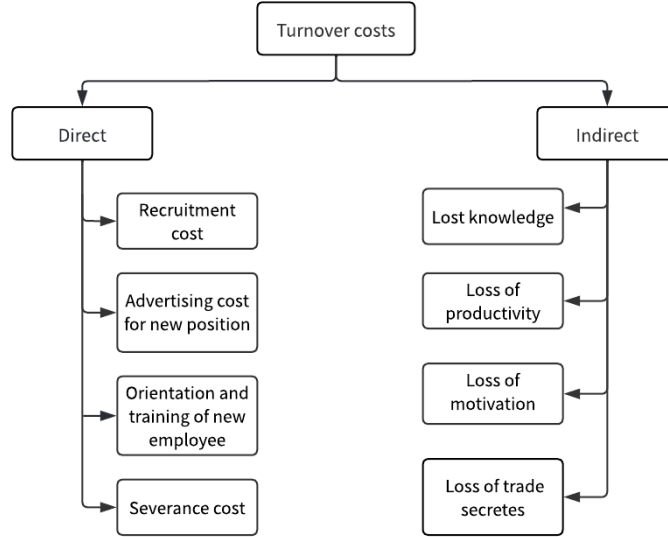 Turnover costs
Direct
Indirect
Recruitment
cost
Advertising cost
for new position
Orientation and
training of new
employee
Severance cost
Lost knowledge
Loss of
productivity
Loss of
motivation
Loss of trade
secretes